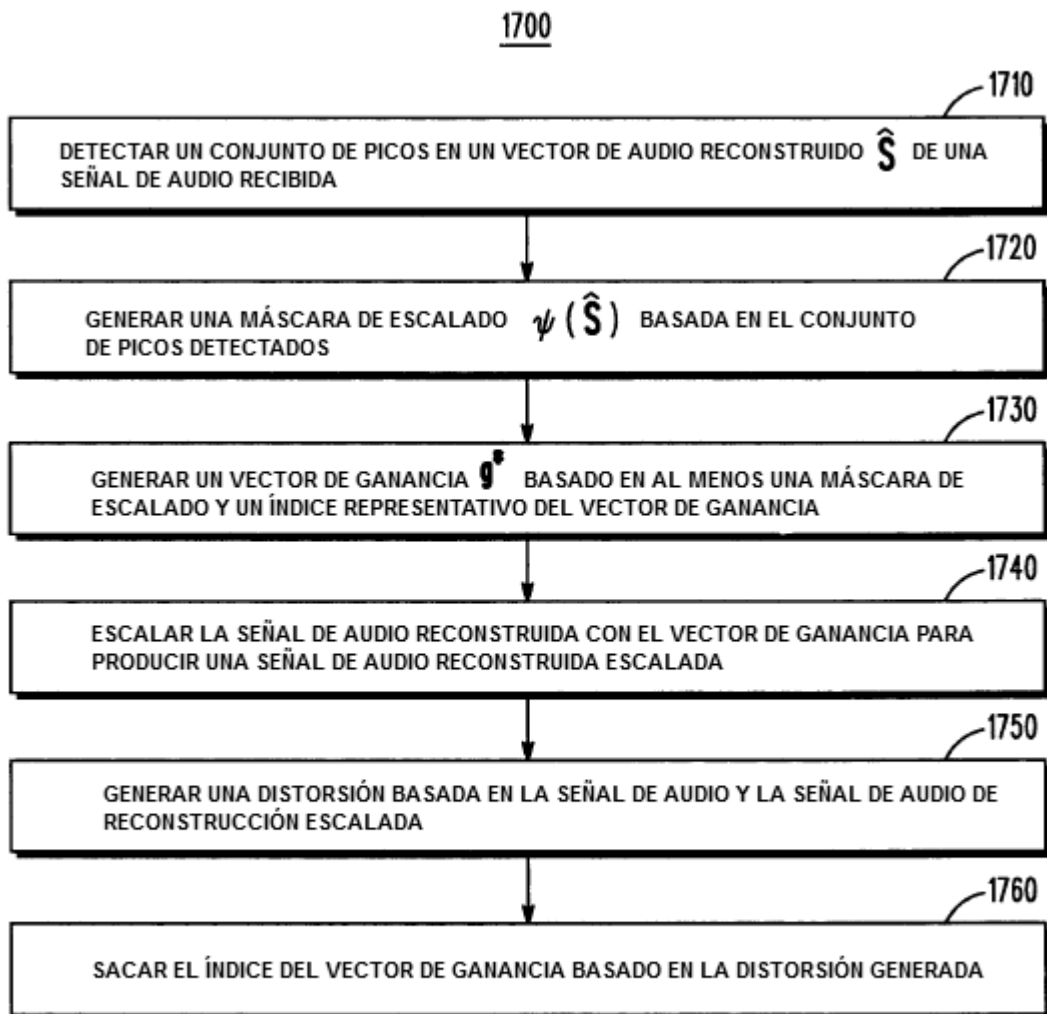 1700
1710
DETECTAR UN CONJUNTO DE PICOS EN UN VECTOR DE AUDIO RECONSTRUIDO Ŝ DE UNA
SEÑAL DE AUDIO RECIBIDA
1720
GENERAR UNA MÁSCARA DE ESCALADO ψ (Ŝ) BASADA EN EL CONJUNTO
DE PICOS DETECTADOS
1730
GENERAR UN VECTOR DE GANANCIA g* BASADO EN AL MENOS UNA MÁSCARA DE
ESCALADO Y UN ÍNDICE REPRESENTATIVO DEL VECTOR DE GANANCIA
1740
ESCALAR LA SEÑAL DE AUDIO RECONSTRUIDA CON EL VECTOR DE GANANCIA PARA
PRODUCIR UNA SEÑAL DE AUDIO RECONSTRUIDA ESCALADA
1750
GENERAR UNA DISTORSIÓN BASADA EN LA SEÑAL DE AUDIO Y LA SEÑAL DE AUDIO DE
RECONSTRUCCIÓN ESCALADA
1760
SACAR EL ÍNDICE DEL VECTOR DE GANANCIA BASADO EN LA DISTORSIÓN GENERADA